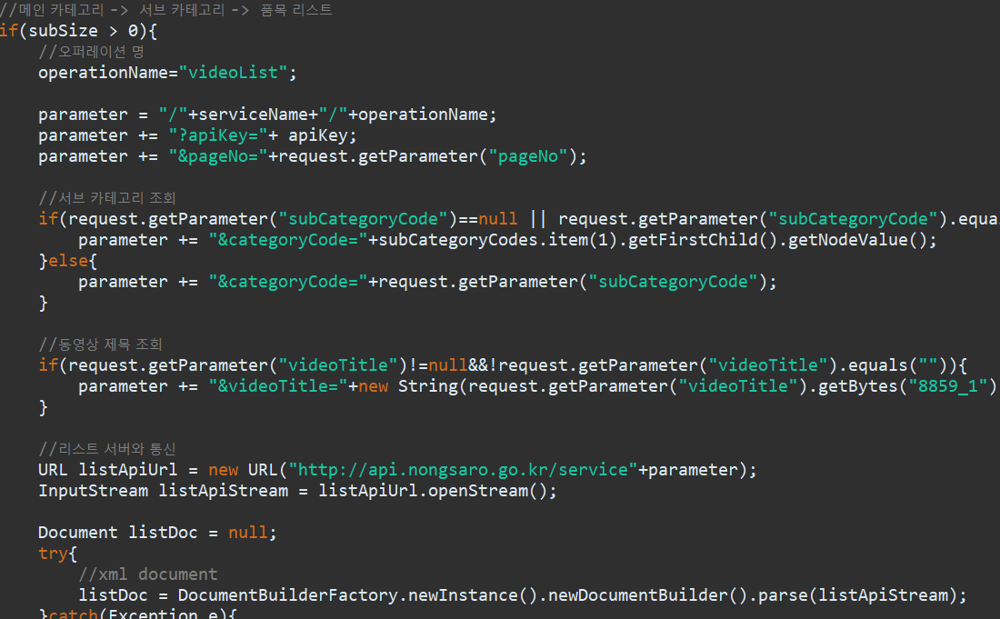 //메인 카테고리 -> 서브 카테고리 -> 품목 리스트
if(subSize > 0){
//오퍼레이션 명
operationName="videoList";
parameter = "/"+serviceName+"/"+operationName;
parameter += "?apiKey="+ apiKey;
parameter += "&pageNo="+request.getParameter("pageNo");
//서브 카테고리 조회
if(request.getParameter("subCategoryCode")==null || request.getParameter("subCategoryCode").equa
parameter += "&categoryCode="+subCategoryCodes.item(1).getFirstChild().getNodeValue();
}else{
parameter += "&categoryCode="+request.getParameter("subCategoryCode");
}
//동영상 제목 조회
if(request.getParameter("videoTitle")!=null&&!request.getParameter("videoTitle").equals("")){
parameter += "&videoTitle="+new String(request.getParameter("videoTitle").getBytes("8859_1")
}
//리스트 서버와 통신
URL listApiUrl = new URL("http://api.nongsaro.go.kr/service"+parameter);
InputStream listApiStream = listApiUrl.openStream();
Document listDoc = null;
try{
//xml document
listDoc = DocumentBuilderFactory.newInstance().newDocumentBuilder().parse(listApiStream);
}catch(Exception e){